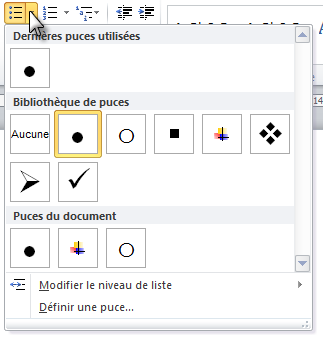 Dernières puces utilisées
Bibliothèque de puces
Aucune
Puces du document
Modifier le niveau de liste
Définir une puce...